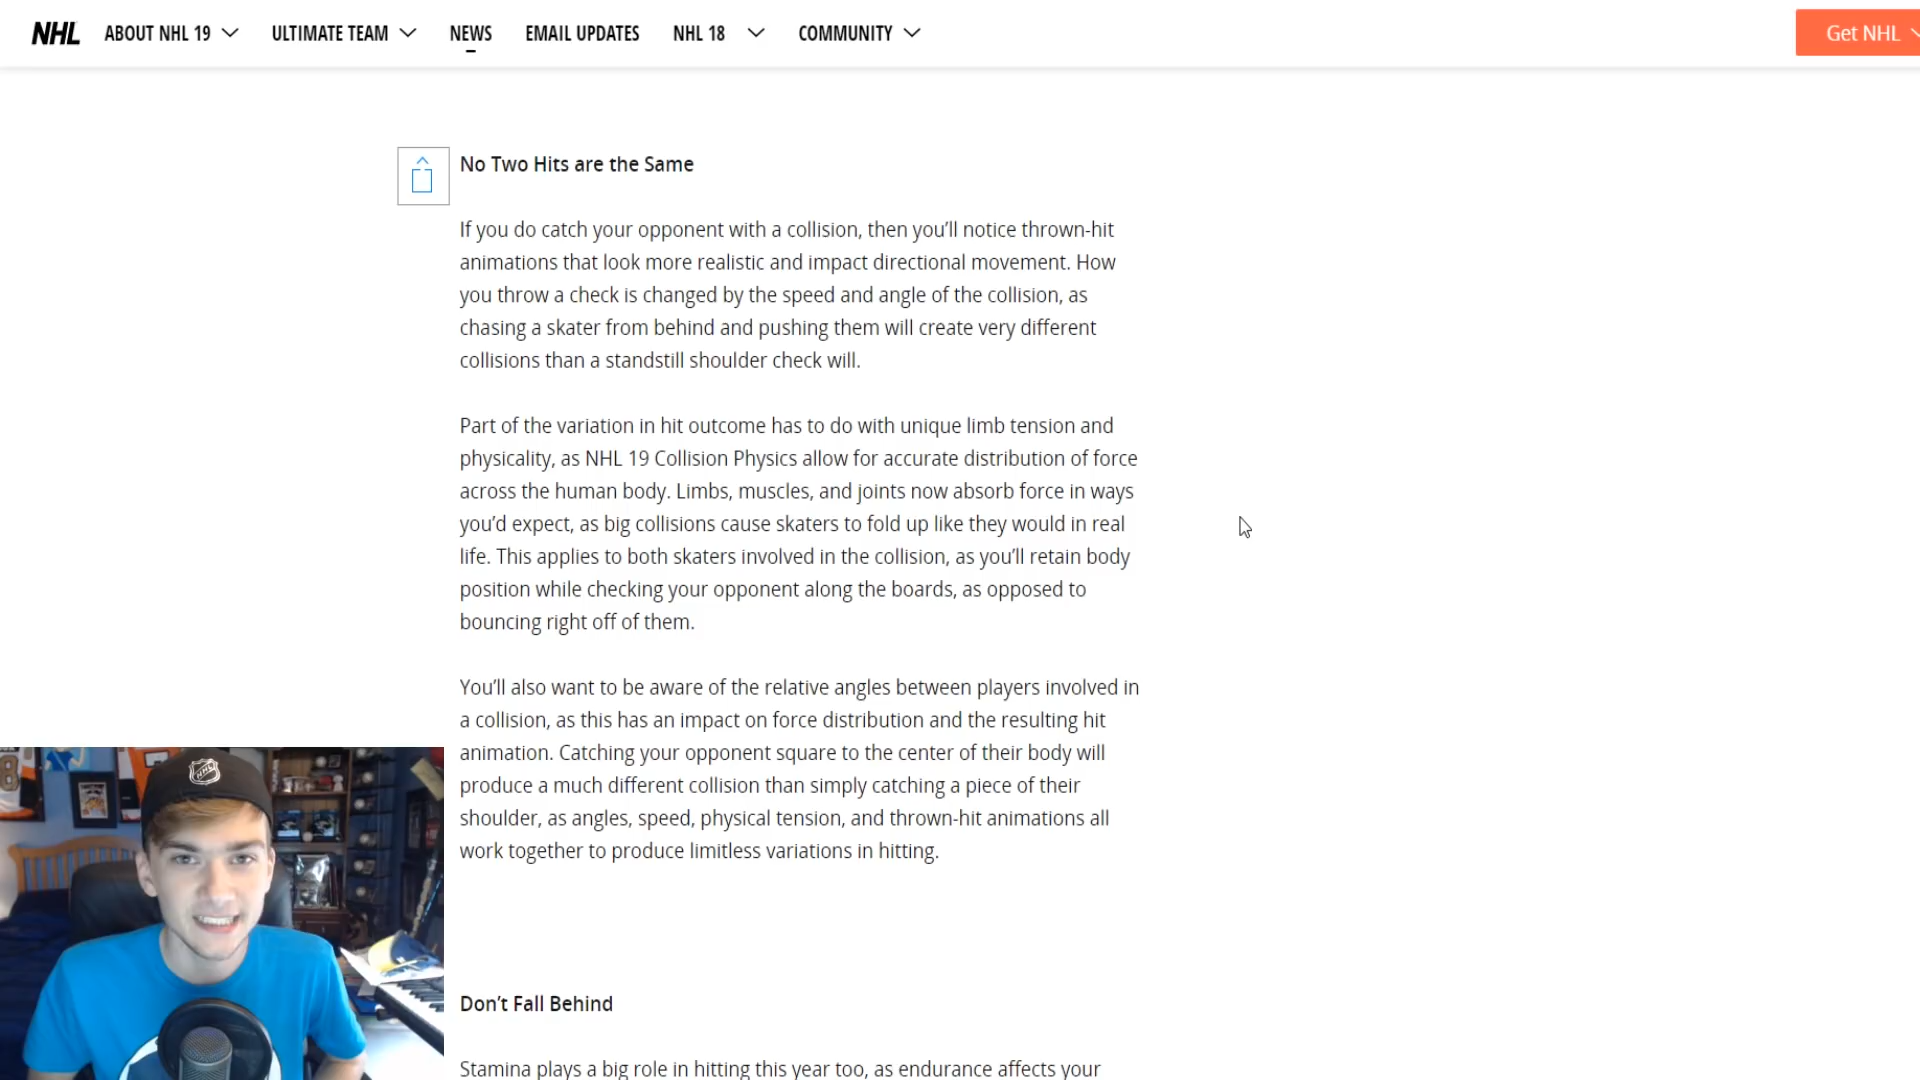 NHL ABOUT NHL 19 ULTIMATE TEAM NEWS EMAIL UPDATES NHL 18 COMMUNITY Get NHL
No Two Hits are the Same
If you do catch your opponent with a collision, then you’ll notice thrown-hit
animations that look more realistic and impact directional movement. How
you throw a check is changed by the speed and angle of the collision, as
chasing a skater from behind and pushing them will create very different
collisions than a standstill shoulder check will.
Part of the variation in hit outcome has to do with unique limb tension and
physicality, as NHL 19 Collision Physics allow for accurate distribution of force
across the human body. Limbs, muscles, and joints now absorb force in ways
you’d expect, as big collisions cause skaters to fold up like they would in real
life. This applies to both skaters involved in the collision, as you’ll retain body
position while checking your opponent along the boards, as opposed to
bouncing right off of them.
You’ll also want to be aware of the relative angles between players involved in
a collision, as this has an impact on force distribution and the resulting hit
animation. Catching your opponent square to the center of their body will
produce a much different collision than simply catching a piece of their
shoulder, as angles, speed, physical tension, and thrown-hit animations all
work together to produce limitless variations in hitting.
NHL
8
Don’t Fall Behind
Stamina plays a big role in hitting this year too, as endurance affects your